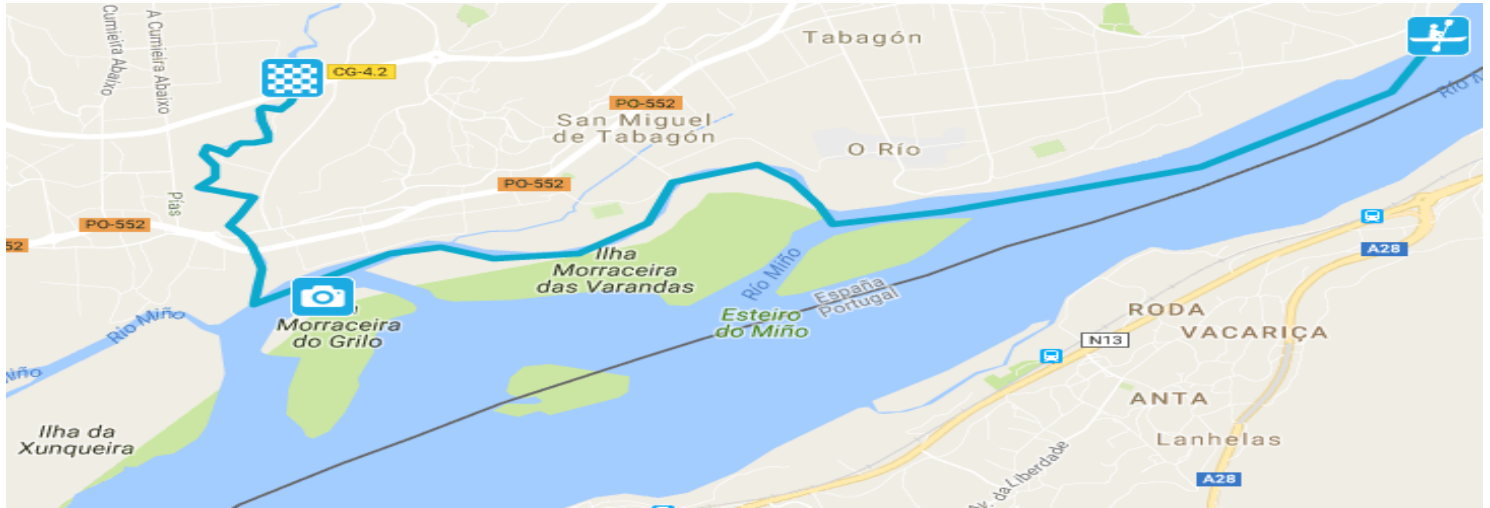 Cumieira Abaixo
A Cumieira Abaixo
CG-4.2
Tabagón
Río M
PO-552
San Miguel
de Tabagón
O Río
PO-552
Pías
PO-552
52
Ilha
Morraceira
das Varandas
Río Miño
España
Portugal
A28
Esteiro
do Miño
RODA
VACARIÇA
N13
Morraceira
do Grilo
Rio Miño
Miño
ANTA
Lanhelas
Ilha da
Xunqueira
A28
Av. da Liberdade